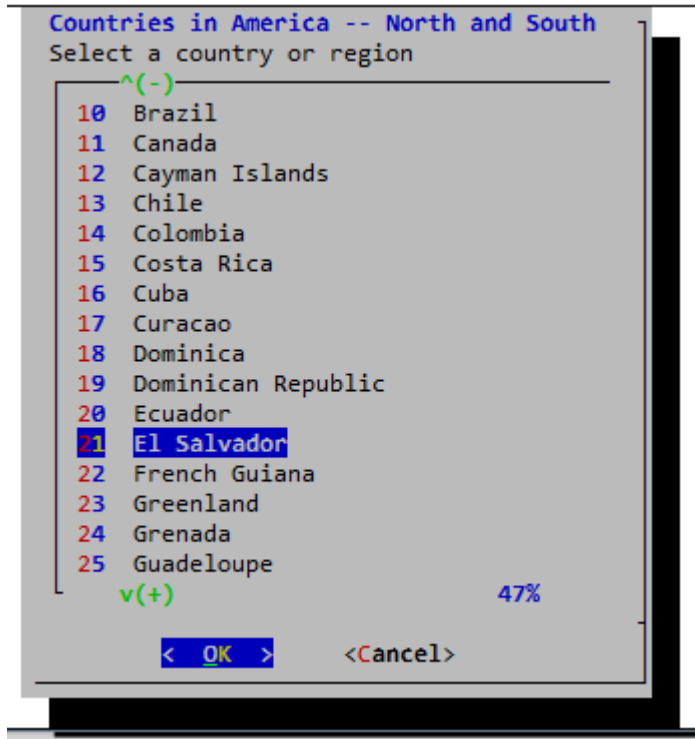 Countries in America -- North and South
Select a country or region
^(-)
10 Brazil
11 Canada
12 Cayman Islands
13 Chile
14 Colombia
15 Costa Rica
16 Cuba
17 Curacao
18 Dominica
19 Dominican Republic
20 Ecuador
21 El Salvador
22 French Guiana
23 Greenland
24 Grenada
25 Guadeloupe
v(+) 47%
< OK > <Cancel>